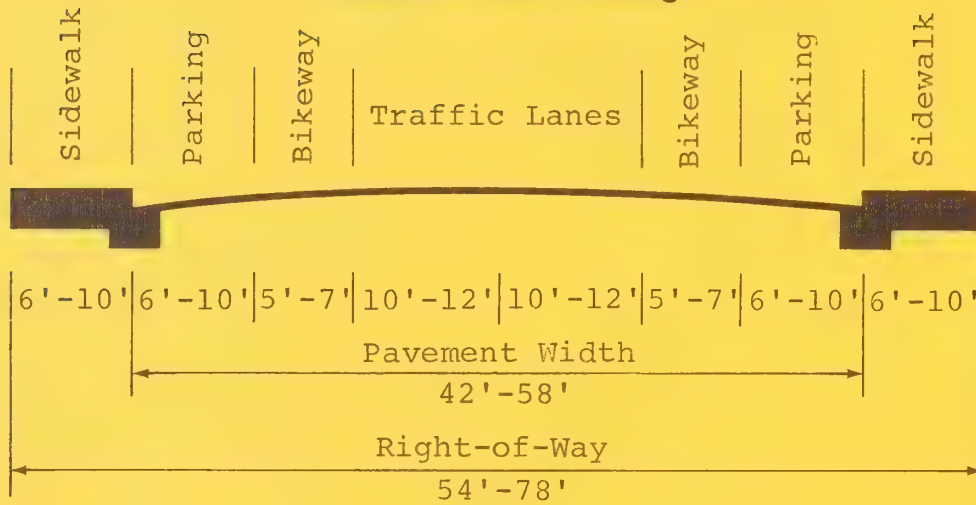 Sidewalk
Parking
Bikeway
Traffic Lanes
Bikeway
Parking
Sidewalk
6'-10' 6'-10' 5'-7' 10'-12' 10'-12' 5'-7' 6'-10' 6'-10'
Pavement Width
42'-58'
Right-of-Way
54'-78'